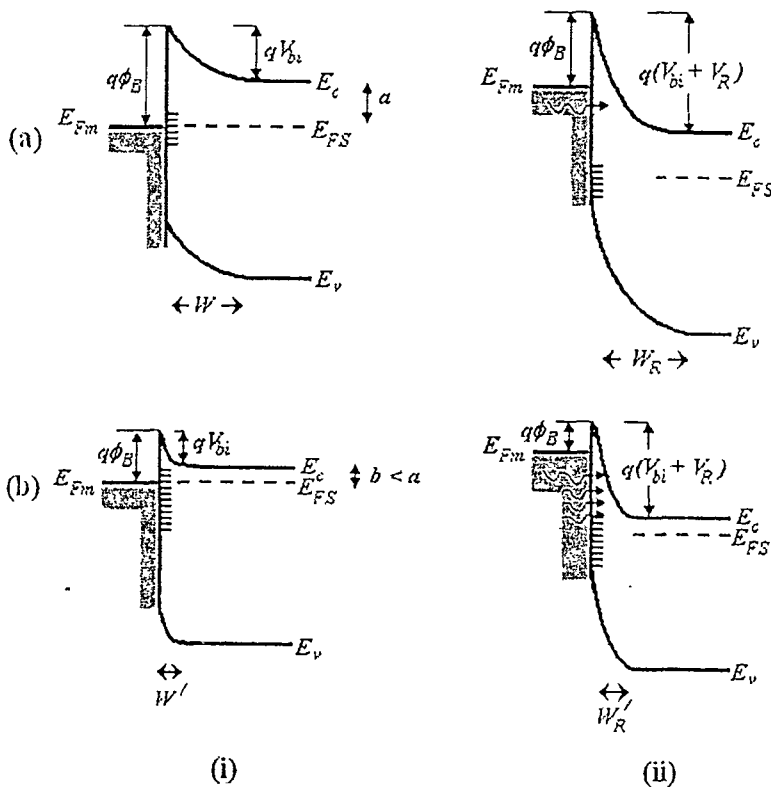 (a)
qϕ_B
qV_bi
E_c
a
E_Fm
E_FS
E_v
W
qϕ_B
q(V_bi + V_R)
E_Fm
E_c
E_FS
E_v
W_R
(b)
qϕ_B
qV_bi
E_c
b < a
E_Fm
E_FS
E_v
W'
qϕ_B
q(V_bi + V_R)
E_Fm
E_c
E_FS
E_v
W_R'
(i)
(ii)